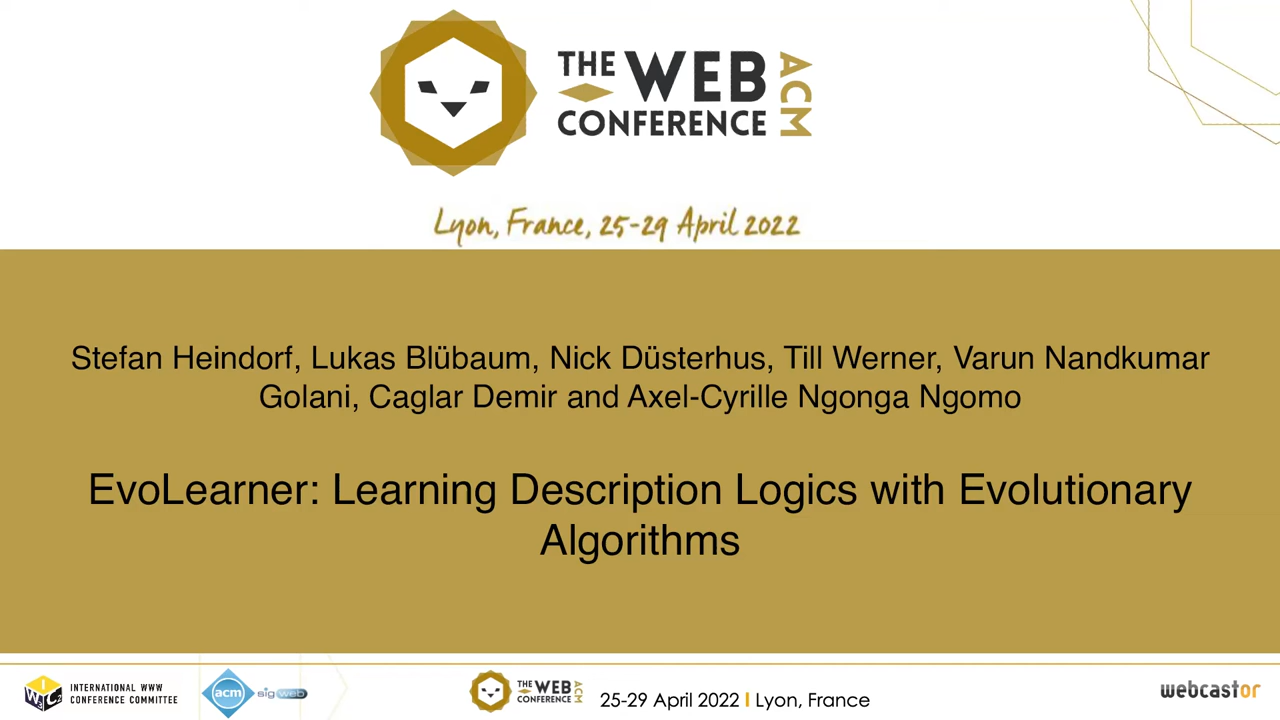 THE WEB CONFERENCE ACM
Lyon, France, 25-29 April 2022
Stefan Heindorf, Lukas Blübaum, Nick Düsterhus, Till Werner, Varun Nandkumar
Golani, Caglar Demir and Axel-Cyrille Ngonga Ngomo
EvoLearner: Learning Description Logics with Evolutionary
Algorithms
INTERNATIONAL WWW
CONFERENCE COMMITTEE
acm sigweb
THE WEB CONFERENCE ACM
25-29 April 2022 I Lyon, France
webcastor